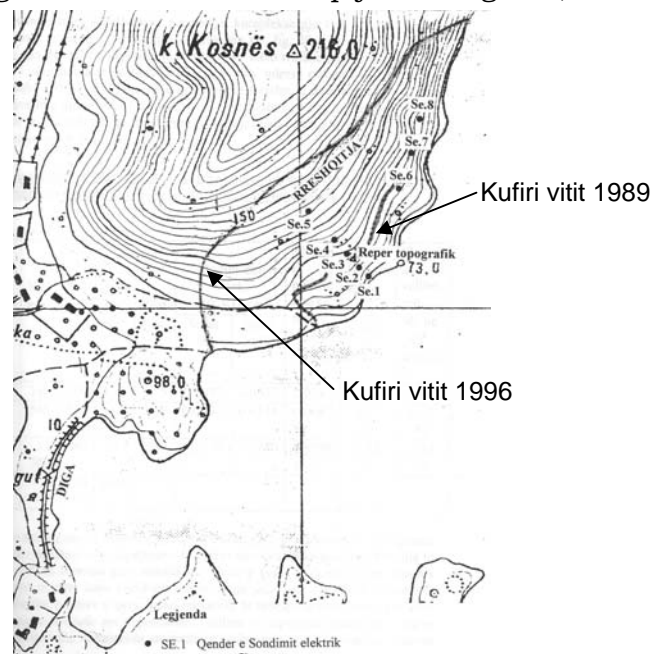 k. Kosnës 216.0
Se.8
Se.7
Se.6
RRESHQITJA
Kufiri vitit 1989
150
Se.5
Se.4
Reper topografik
Se.3
73.0
Se.2
Se.1
ka
98.0
Kufiri vitit 1996
10
DIGA
Legjenda
SE.1 Qender e Sondimit elektrik